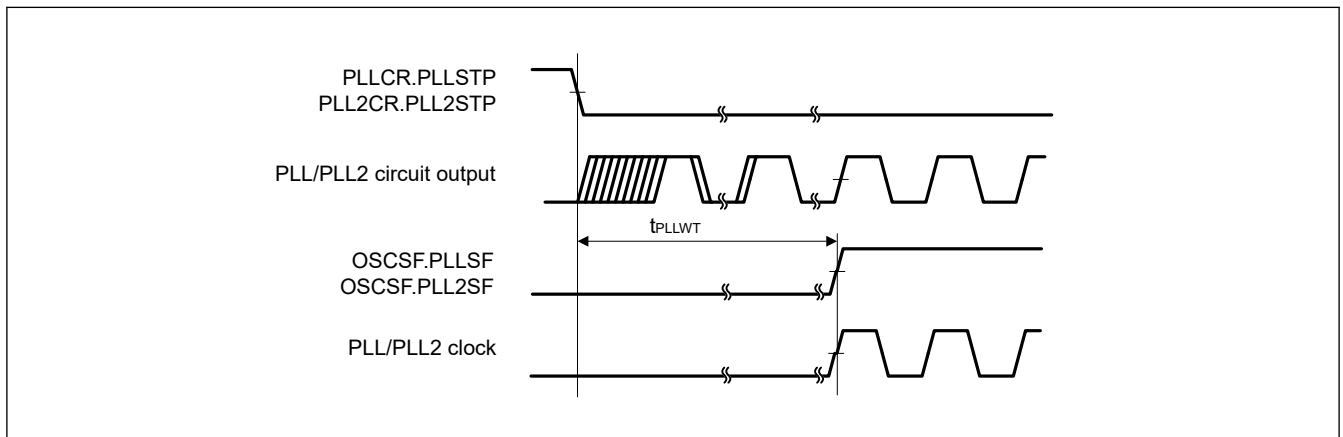 PLLCR.PLLSTP
PLL2CR.PLL2STP
PLL/PLL2 circuit output
tPLLWT
OSCSF.PLLSF
OSCSF.PLL2SF
PLL/PLL2 clock